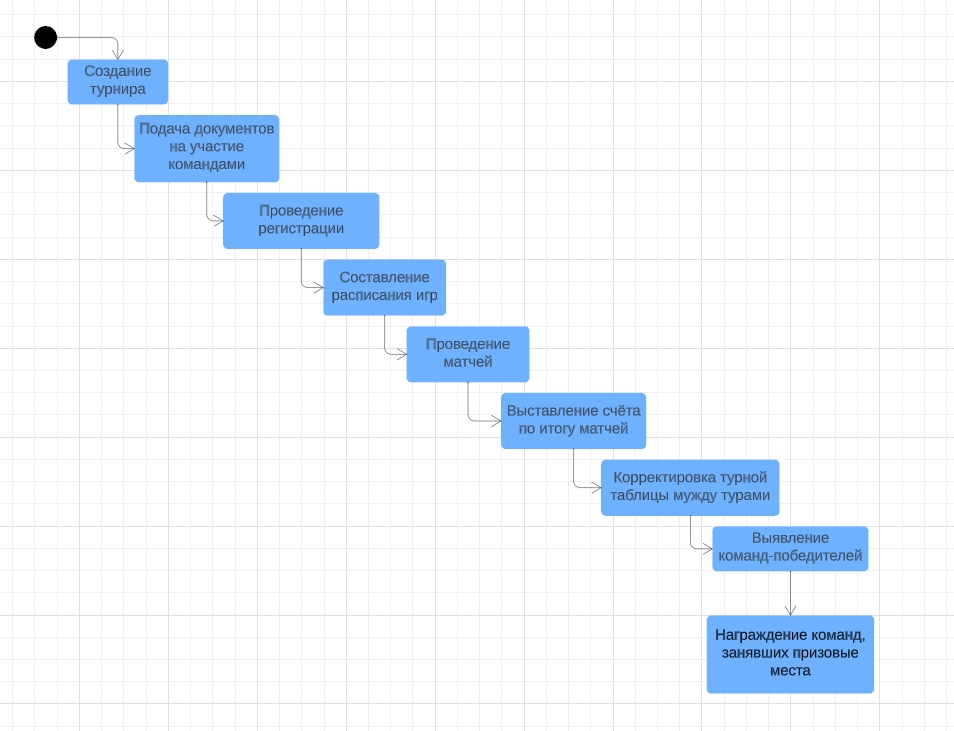 Создание
турнира
Подача документов
на участие
командами
Проведение
регистрации
Составление
расписания игр
Проведение
матчей
Выставление счёта
по итогу матчей
Корректировка турной
таблицы мужду турами
Выявление
команд-победителей
Награждение команд,
занявших призовые
места